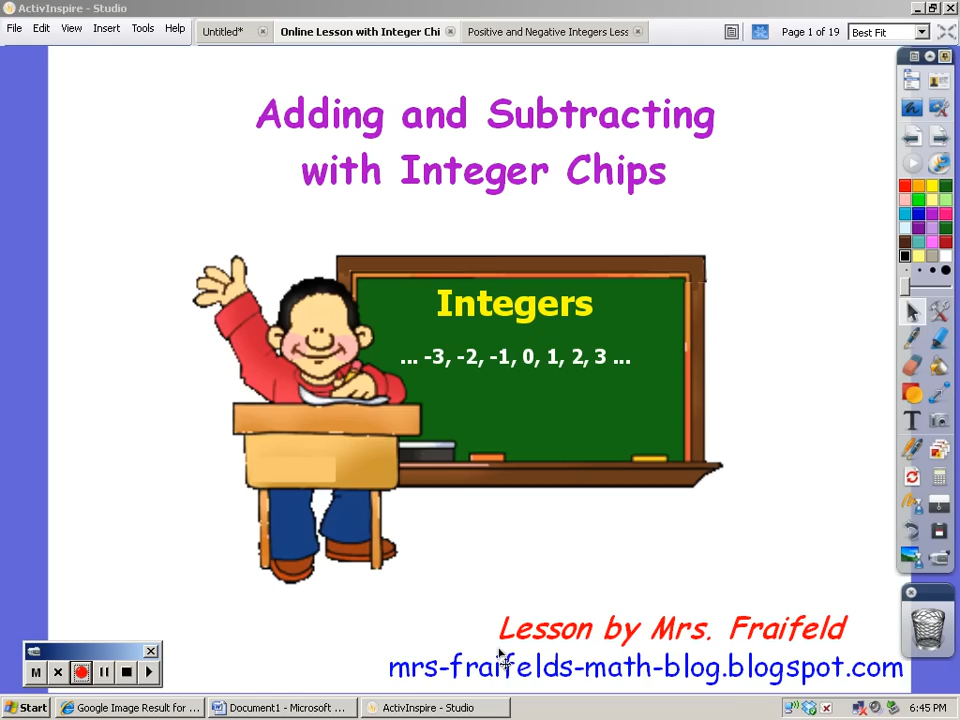 ActivInspire - Studio
File Edit View Insert Tools Help
Untitled* Online Lesson with Integer Chi Positive and Negative Integers Less Page 1 of 19 Best Fit
Adding and Subtracting
with Integer Chips
Integers
... -3, -2, -1, 0, 1, 2, 3 ...
Lesson by Mrs. Fraifeld
mrs-fraifelds-math-blog.blogspot.com
M
T
Start Google Image Result for ... Document1 - Microsoft ... ActivInspire - Studio 6:45 PM